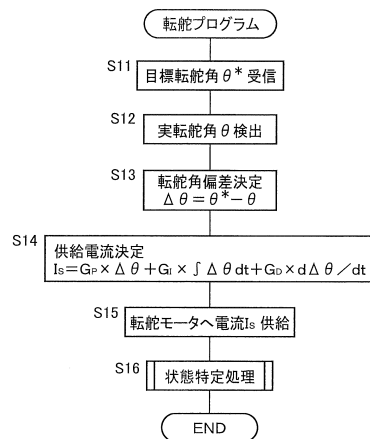 転舵プログラム
S11
目標転舵角θ* 受信
S12
実転舵角θ 検出
S13
転舵角偏差決定
Δθ=θ*-θ
S14
供給電流決定
Is=GP×Δθ+GI×∫Δθdt+GD×dΔθ/dt
S15
転舵モータへ電流Is 供給
S16
状態特定処理
END